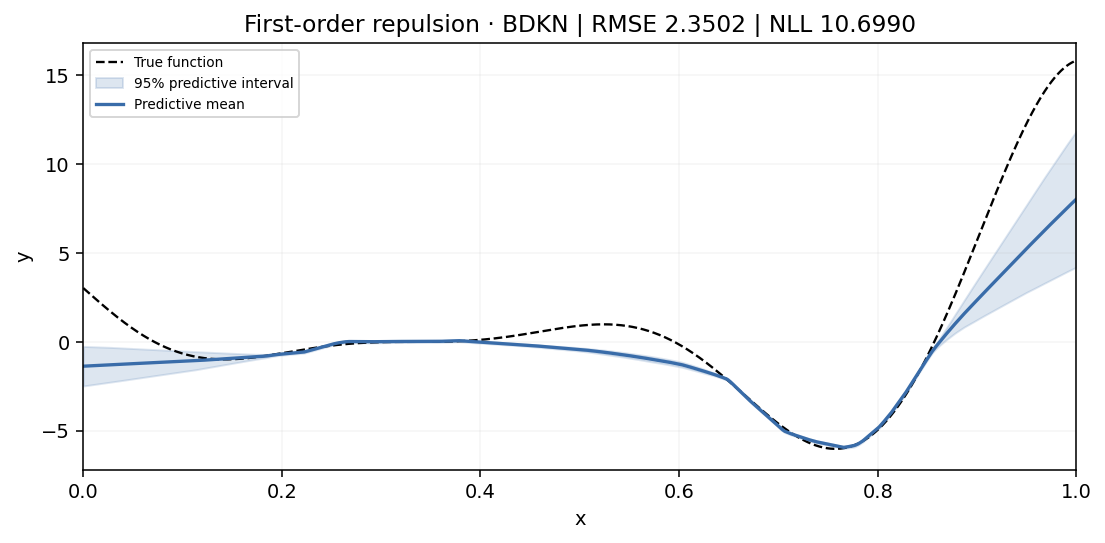 First-order repulsion · BDKN | RMSE 2.3502 | NLL 10.6990
True function
95% predictive interval
Predictive mean
y
15
10
5
0
−5
0.0 0.2 0.4 0.6 0.8 1.0
x